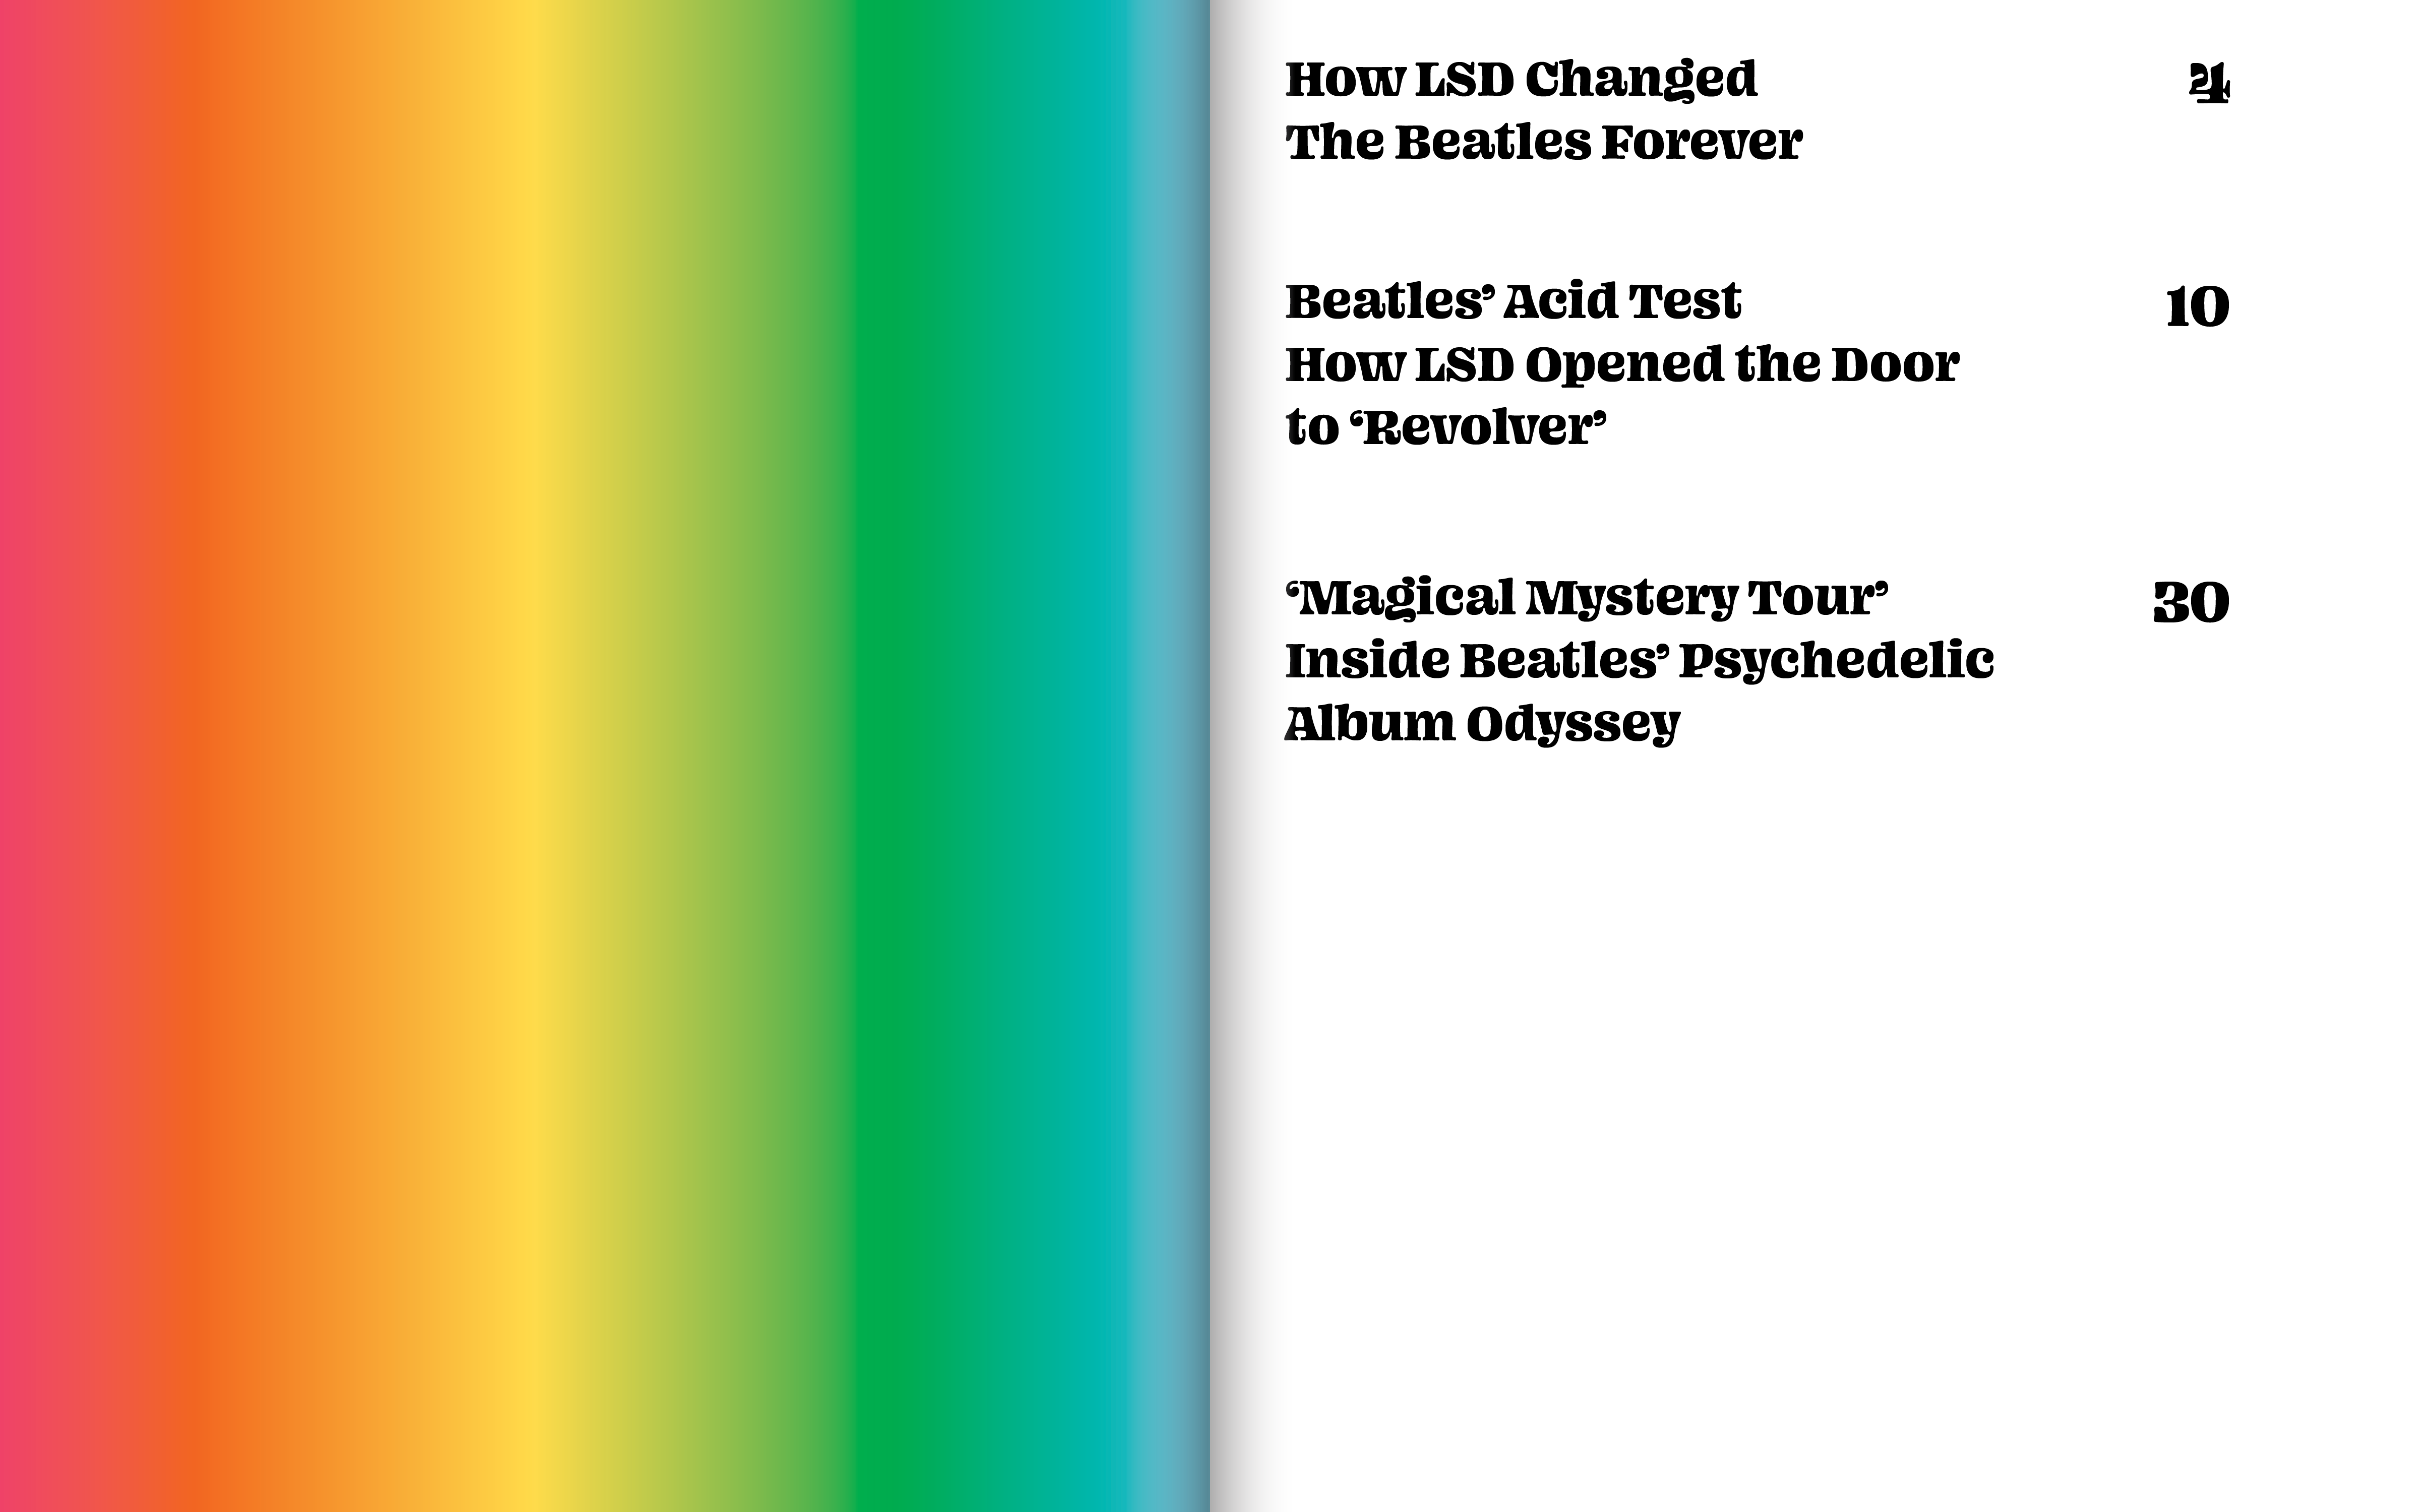 How LSD Changed
The Beatles Forever
4
Beatles’ Acid Test
How LSD Opened the Door
to ‘Revolver’
10
‘Magical Mystery Tour’
Inside Beatles’ Psychedelic
Album Odyssey
30